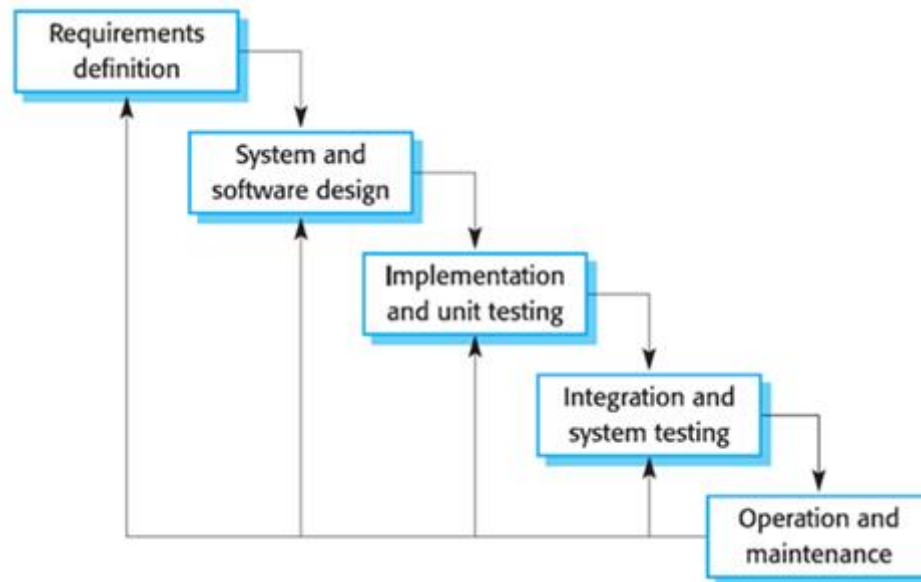 Requirements
definition
System and
software design
Implementation
and unit testing
Integration and
system testing
Operation and
maintenance